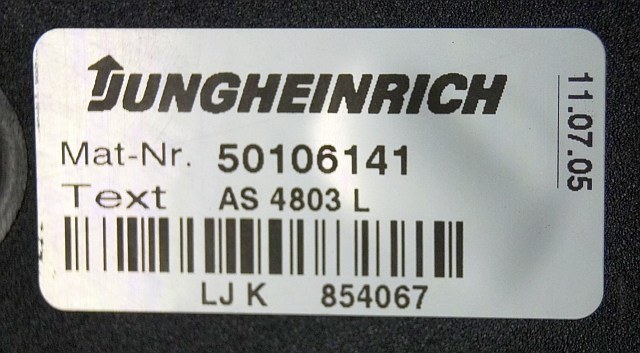 JUNGHEINRICH
Mat-Nr. 50106141
Text AS 4803 L
LJ K 854067
11.07.05